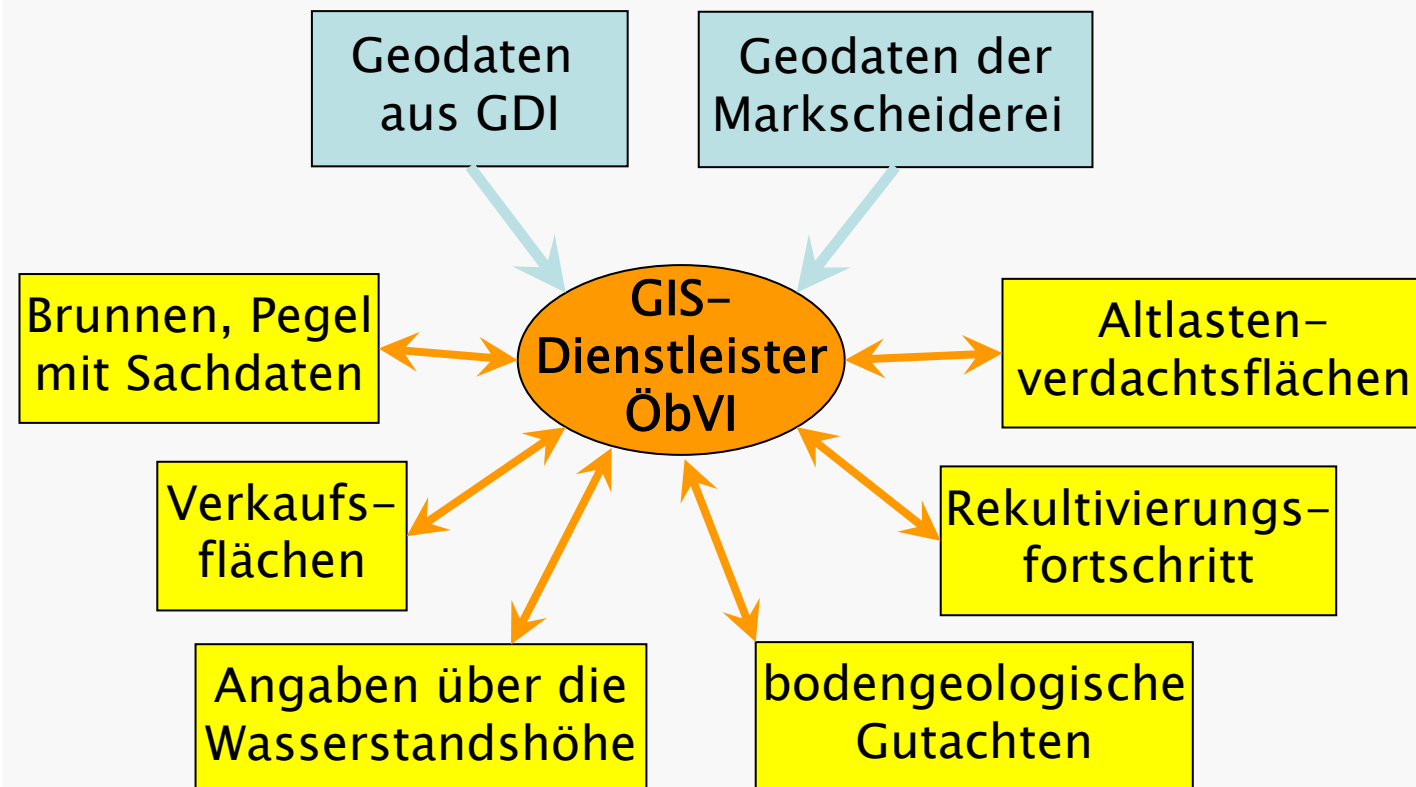 Geodaten
aus GDI
Geodaten der
Markscheiderei
GIS-
Dienstleister
ÖbVI
Brunnen, Pegel
mit Sachdaten
Altlasten-
verdachtsflächen
Verkaufs-
flächen
Rekultivierungs-
fortschritt
Angaben über die
Wasserstandshöhe
bodengeologische
Gutachten